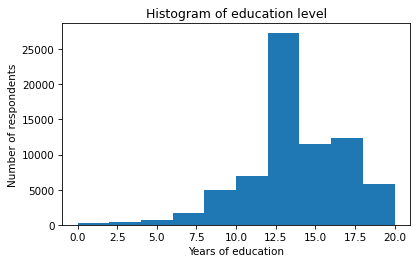 Histogram of education level
25000
20000
15000
10000
5000
0
Number of respondents
0.0 2.5 5.0 7.5 10.0 12.5 15.0 17.5 20.0
Years of education